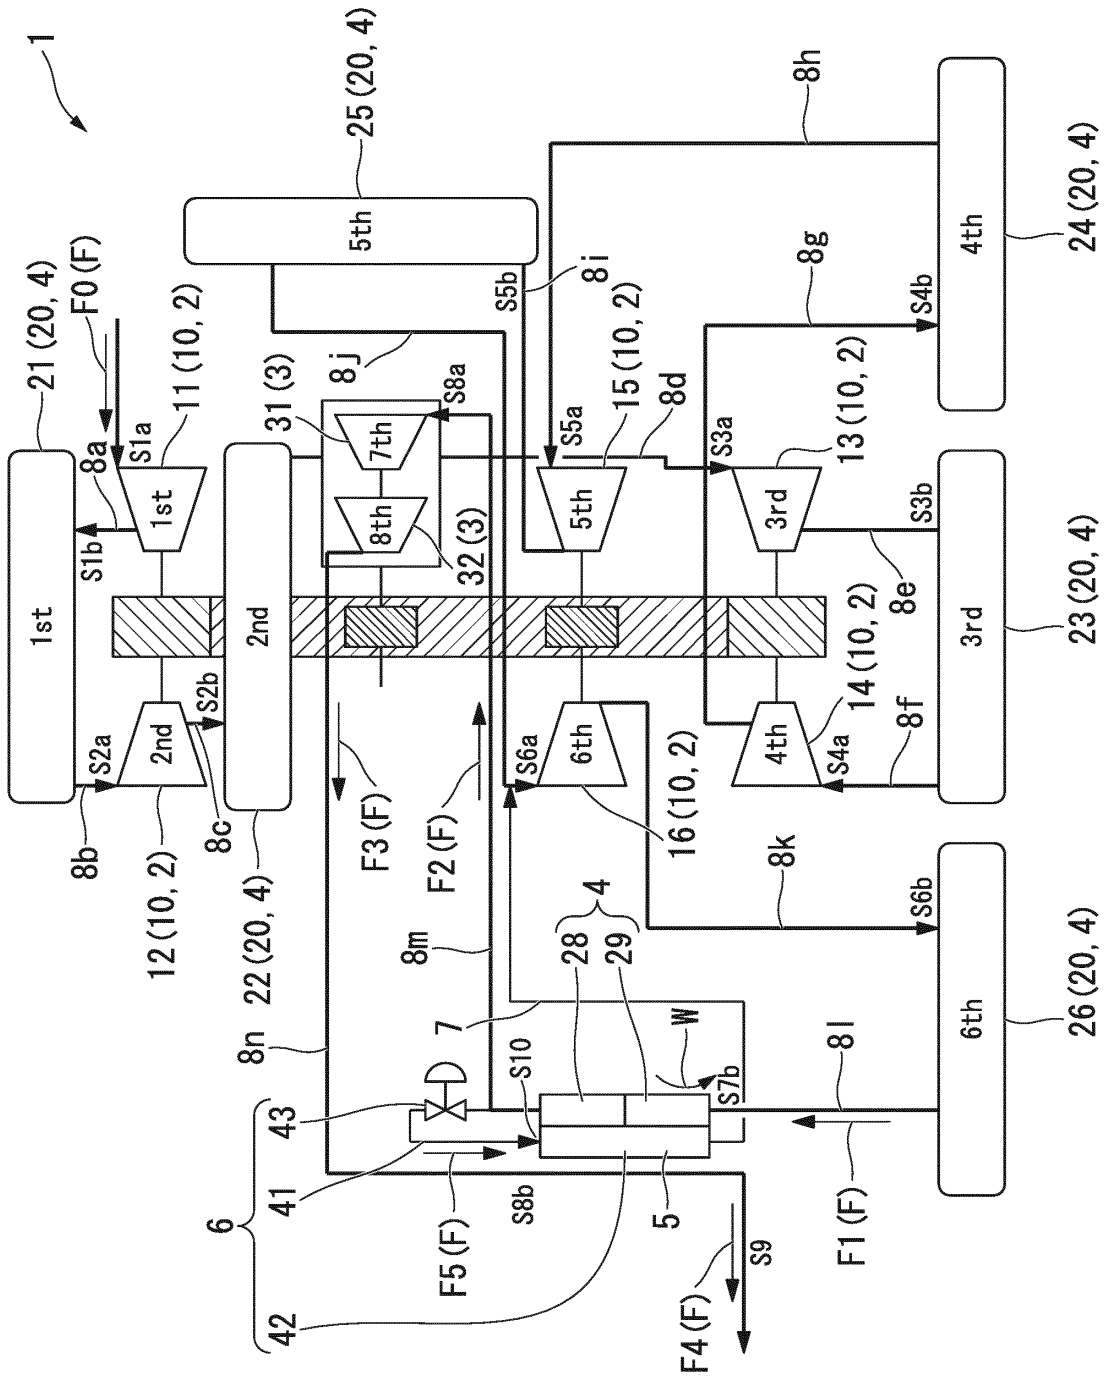 1
21 (20, 4)
F0 (F)
8a
S1a
11 (10, 2)
25 (20, 4)
5th
1st
S1b
1st
31 (3)
8j
S5b
8i
8h
24 (20, 4)
4th
8g
S4b
7th
S8a
8th
32 (3)
S5a
15 (10, 2)
8d
5th
S3a
13 (10, 2)
3rd
S3b
8e
23 (20, 4)
3rd
2nd
S2a
2nd
S2b
8b
8c
12 (10, 2)
22 (20, 4)
F3 (F)
F2 (F)
S6a
6th
16 (10, 2)
4th
14 (10, 2)
S4a
8f
8n
8m
28
29
4
8k
S6b
26 (20, 4)
6th
7
W
S10
S7b
8l
6
43
41
42
F5 (F)
S8b
5
F1 (F)
S9
F4 (F)